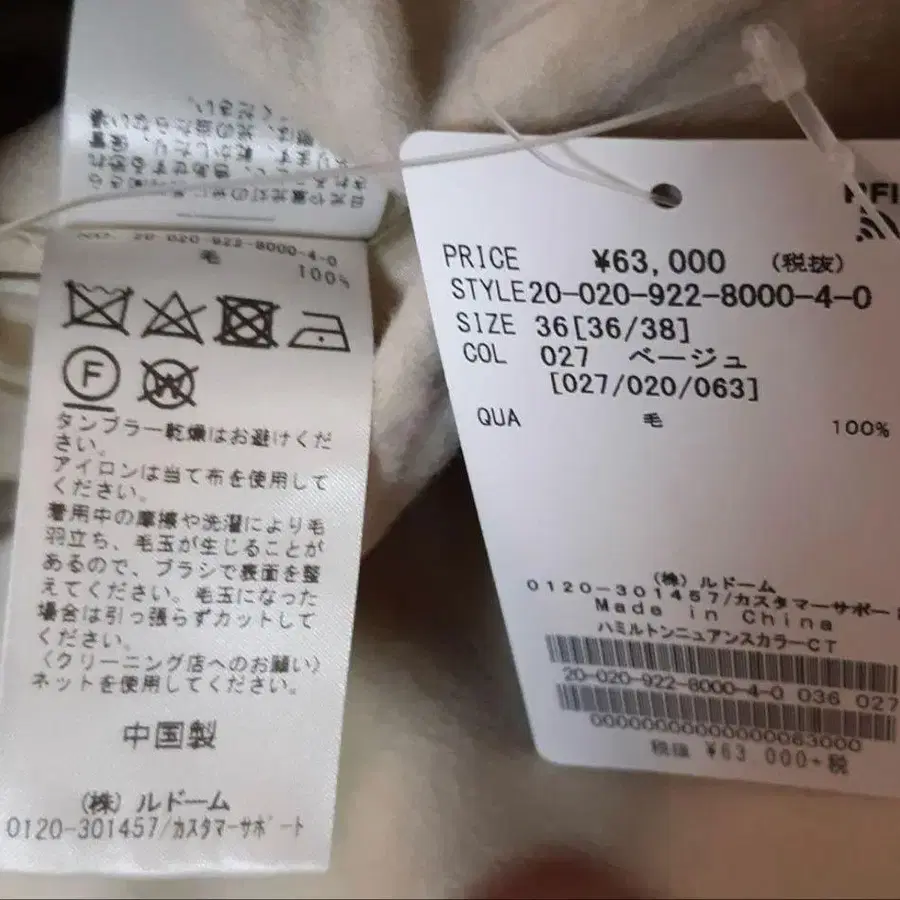 日光や蛍光灯の光に
NO. 20-020-922-8000-4-0
毛 100%
F W
タンブラー乾燥はお避けくだ
さい。
アイロンは当て布を使用して
ください。
着用中の摩擦や洗濯により毛
羽立ち、毛玉が生じることが
あるので、ブラシで表面を整
えてください。毛玉になった
場合は引っ張らずカットして
ください。
〈クリーニング店へのお願い〉
ネットを使用してください。
中国製
(株)ルドーム
0120-301457/カスタマーサポート
PRICE ¥63,000 (税抜)
STYLE20-020-922-8000-4-0
SIZE 36[36/38]
COL 027 ベージュ
[027/020/063]
QUA 毛 100%
(株)ルドーム
0120-301457/カスタマーサポー
Made in China
ハミルトンニュアンスカラーCT
20-020-922-8000-4-0 036 027
税抜 ¥63,000+税